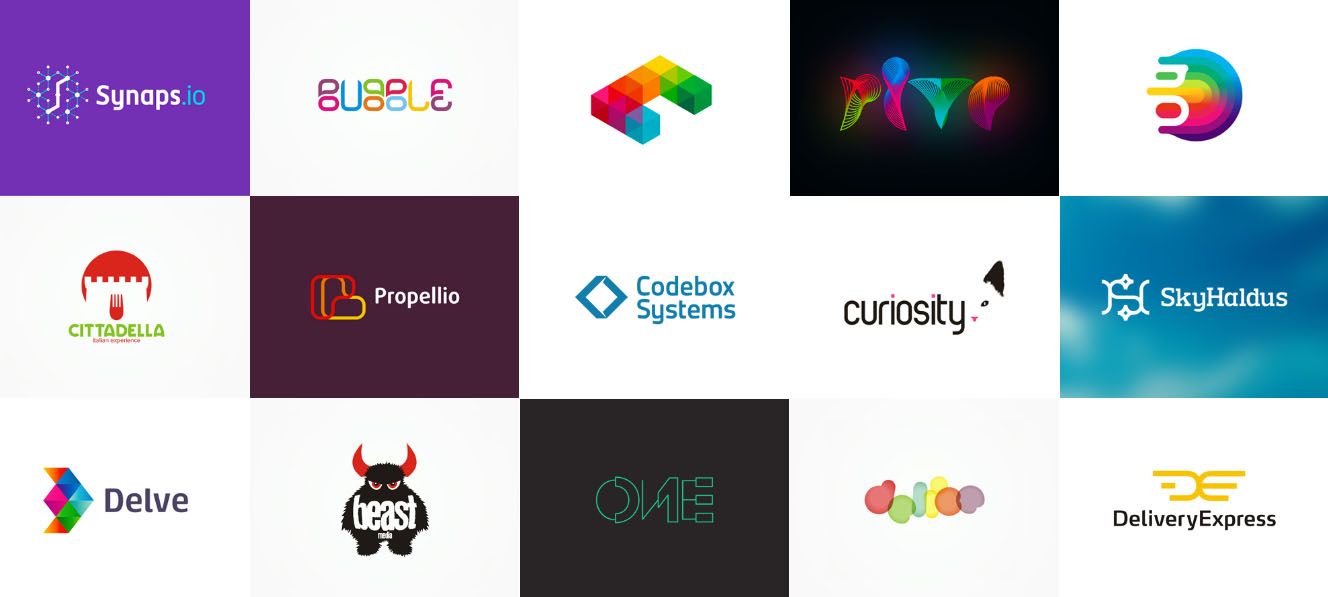 Synaps.io
BUBBLE
CITTADELLA
Italian experience
Propellio
Codebox
Systems
curiosity
SkyHaldus
Delve
beast
media
ONE
DeliveryExpress